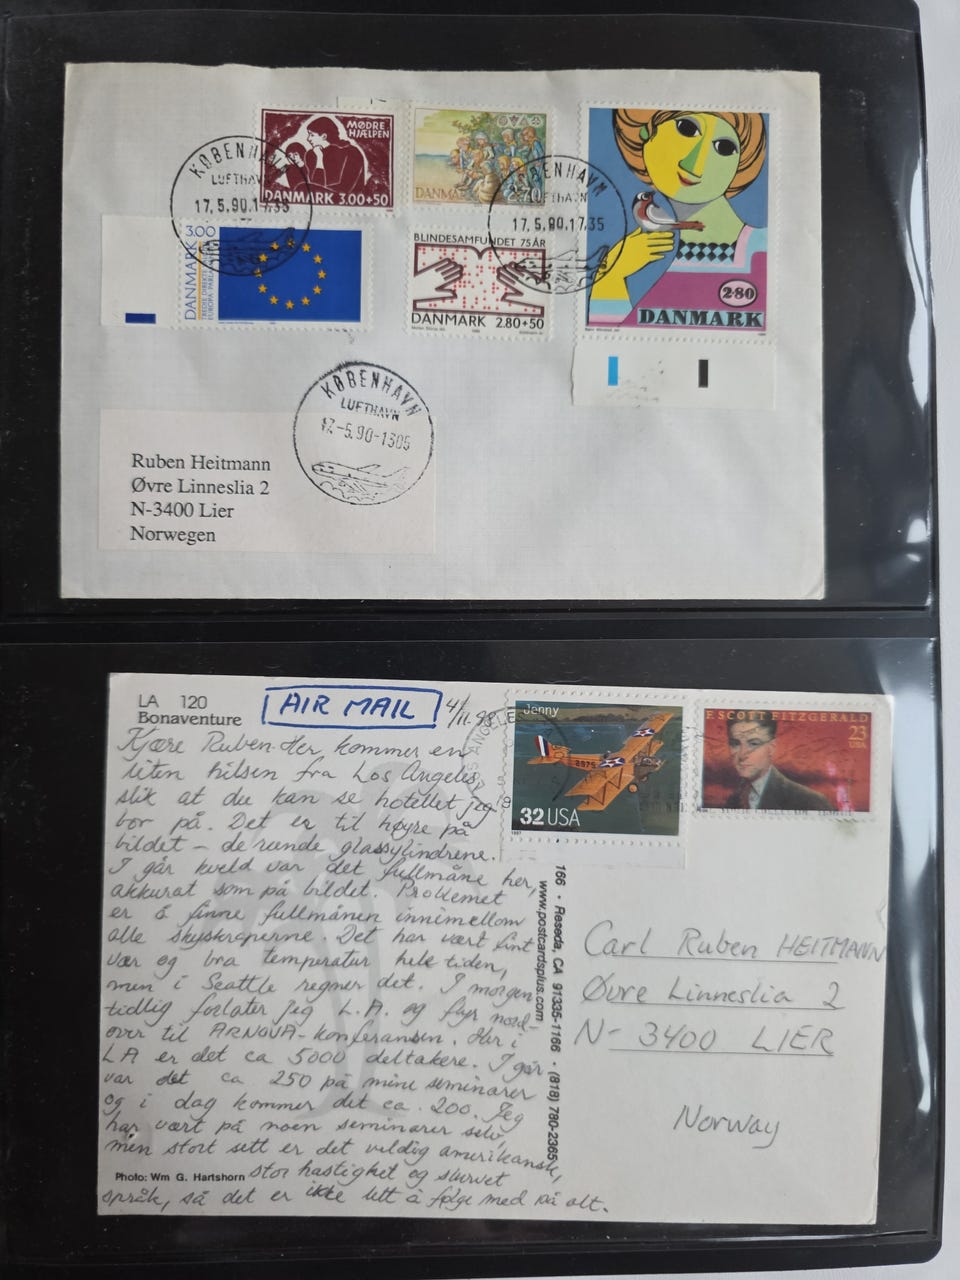 MØDRE
HJÆLPEN
DANMARK 3.00+50
DANMARK
KØBENHAVN
LUFTHAVN
17.5.90.17.35
KØBENHAVN
LUFTHAVN
17.5.90.17.35
DANMARK 3.00
BLINDESAMFUNDET 75 ÅR
DANMARK 2.80+50
2.80
DANMARK
KØBENHAVN
LUFTHAVN
17.-5.90-1305
Ruben Heitmann
Øvre Linneslia 2
N-3400 Lier
Norwegen
LA 120
Bonaventure
AIR MAIL
4/11.98
Kjære Ruben. Her kommer en
liten hilsen fra Los Angeles
slik at du kan se hotellet jeg
bor på. Det er til høyre på
bildet – de runde glassylindrene.
I går kveld var det fullmåne her,
akkurat som på bildet. Problemet
er å finne fullmånen innimellom
alle skyskraperne. Det har vært fint
vær og bra temperatur hele tiden,
men i Seattle regner det. I morgen
tidlig forlater jeg L.A. og flyr nord-
over til ARNOVA-konferansen. Her i
LA er det ca 5000 deltakere. I går
var det ca. 250 på mine seminarer
og i dag kommer det ca. 200. Jeg
har vært på noen seminarer selv,
men stort sett er det veldig amerikansk,
stor hastighet og slurvet
språk, så det er ikke lett å følge med på alt.
Photo: Wm G. Hartshorn
LOS ANGELES
Jenny
2975
32 USA
1997
F. SCOTT FITZGERALD
23
USA
166 • Reseda, CA 91335-1166 • (818) 780-2365
www.postcardsplus.com
Carl Ruben HEITMANN
Øvre Linneslia 2
N- 3400 LIER
Norway